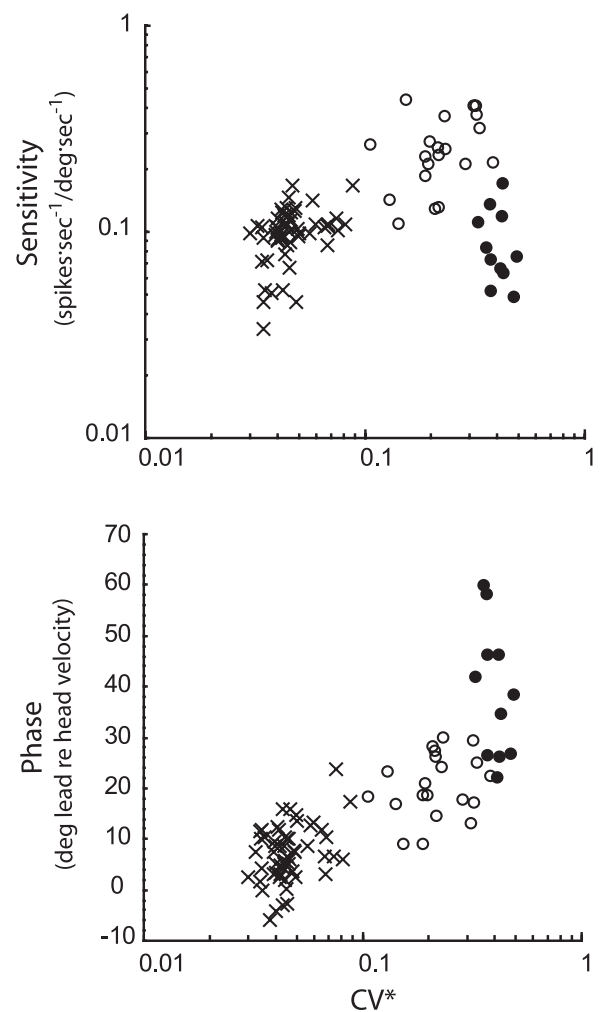 1
0.1
0.01
Sensitivity
(spikes·sec⁻¹/deg·sec⁻¹)
0.01 0.1 1
70
60
50
40
30
20
10
0
-10
Phase
(deg lead re head velocity)
0.01 0.1 1
CV*